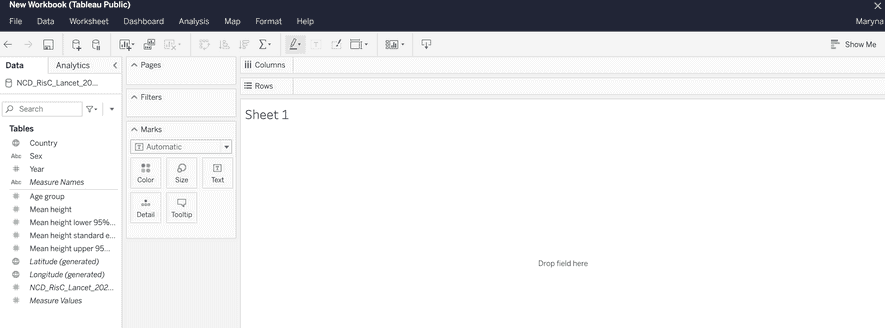 New Workbook (Tableau Public)
File Data Worksheet Dashboard Analysis Map Format Help
Maryna
Show Me
Data Analytics
NCD_RisC_Lancet_20...
Search
Tables
Country
Abc Sex
Year
Abc Measure Names
Age group
Mean height
Mean height lower 95%...
Mean height standard e...
Mean height upper 95...
Latitude (generated)
Longitude (generated)
NCD_RisC_Lancet_202...
Measure Values
Pages
Filters
Marks
Automatic
Color Size Text
Detail Tooltip
Columns
Rows
Sheet 1
Drop field here